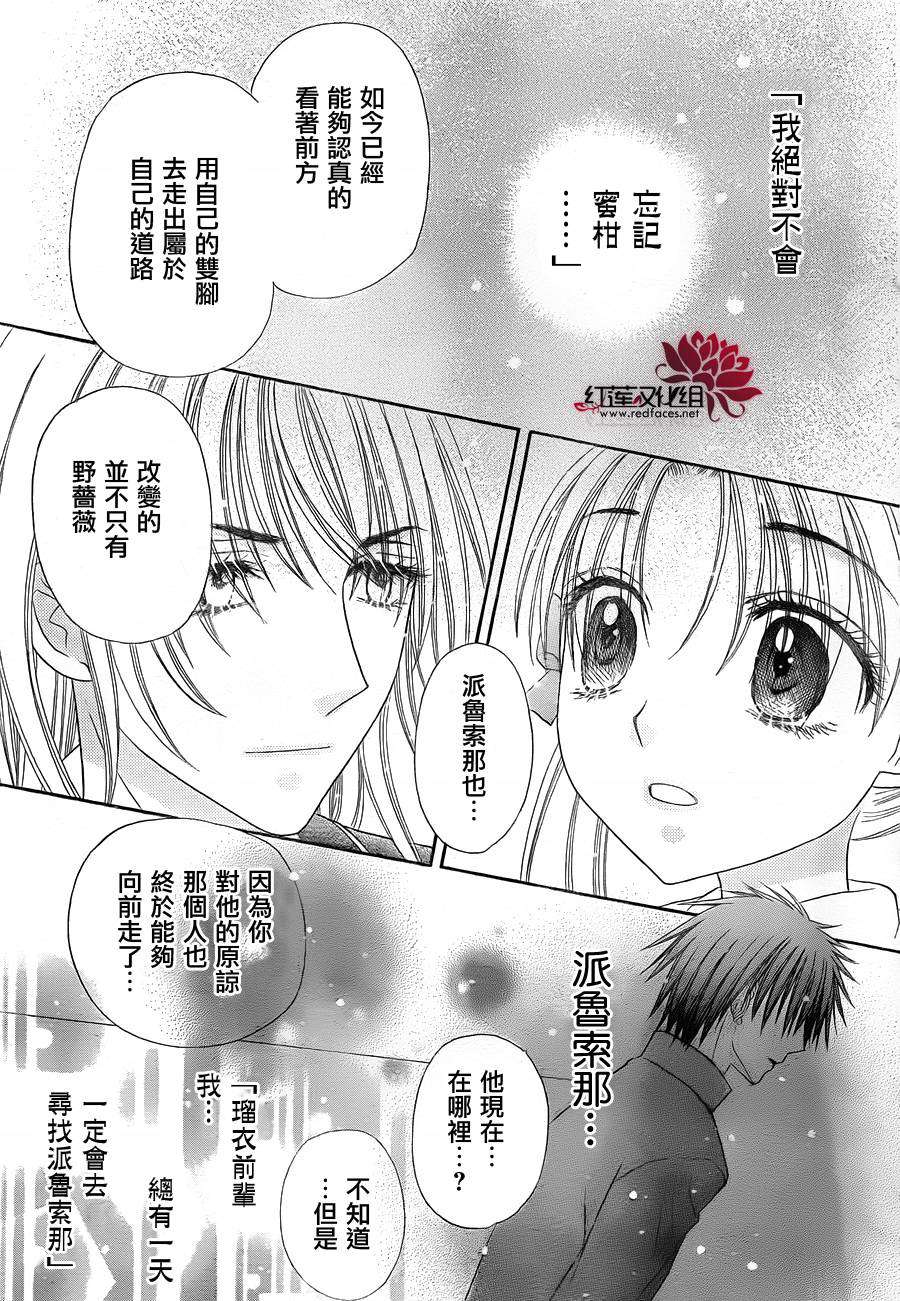 「我絕對不會
忘記
蜜柑
……」
如今已經
能夠認真的
看著前方
用自己的雙腳
去走出屬於
自己的道路
红莲汉化组
www.redfaces.net
改變的
並不只有
野薔薇
派魯索那也…
因為你
對他的原諒
那個人也
終於能夠
向前走了…
派魯索那…
他現在…
在哪裡…?
不知道
…但是
「瑠衣前輩
我…
總有一天
一定會去
尋找派魯索那」